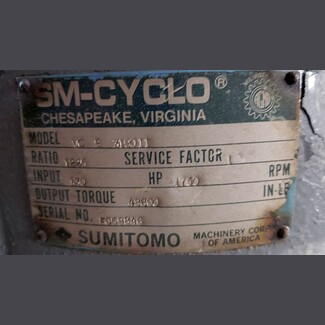 SM-CYCLO®
CHESAPEAKE, VIRGINIA
MODEL
RATIO SERVICE FACTOR
INPUT HP 1750 RPM
OUTPUT TORQUE IN-LB
SERIAL NO.
SUMITOMO MACHINERY CORP.
OF AMERICA